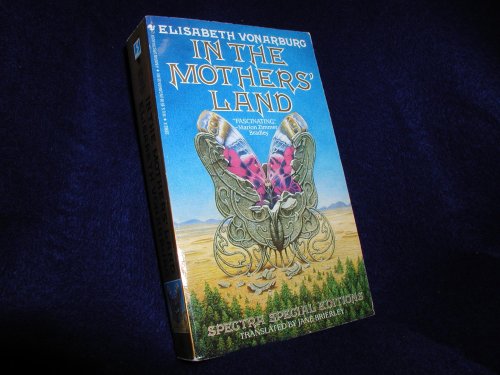 ELISABETH VONARBURG
IN THE
MOTHERS'
LAND
"FASCINATING."
—Marion Zimmer
Bradley
SPECTRA SPECIAL EDITIONS
TRANSLATED BY JANE BRIERLEY